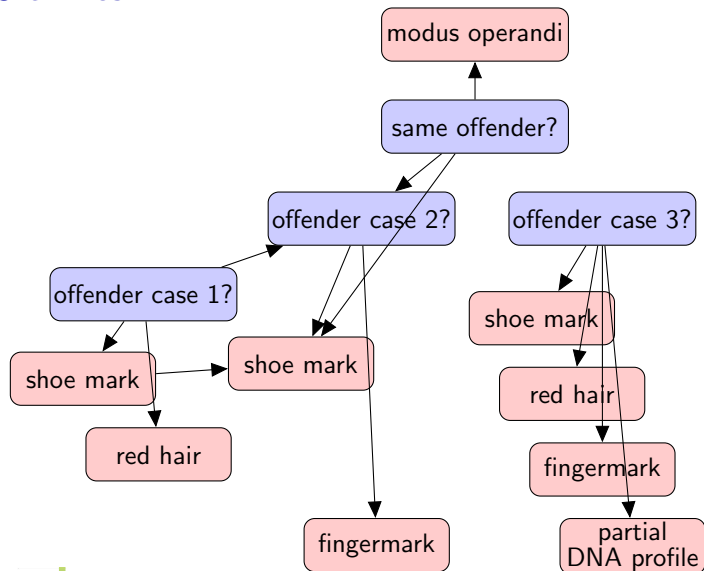 modus operandi
same offender?
offender case 2?
offender case 3?
offender case 1?
shoe mark
shoe mark
shoe mark
red hair
red hair
fingermark
fingermark
partial
DNA profile